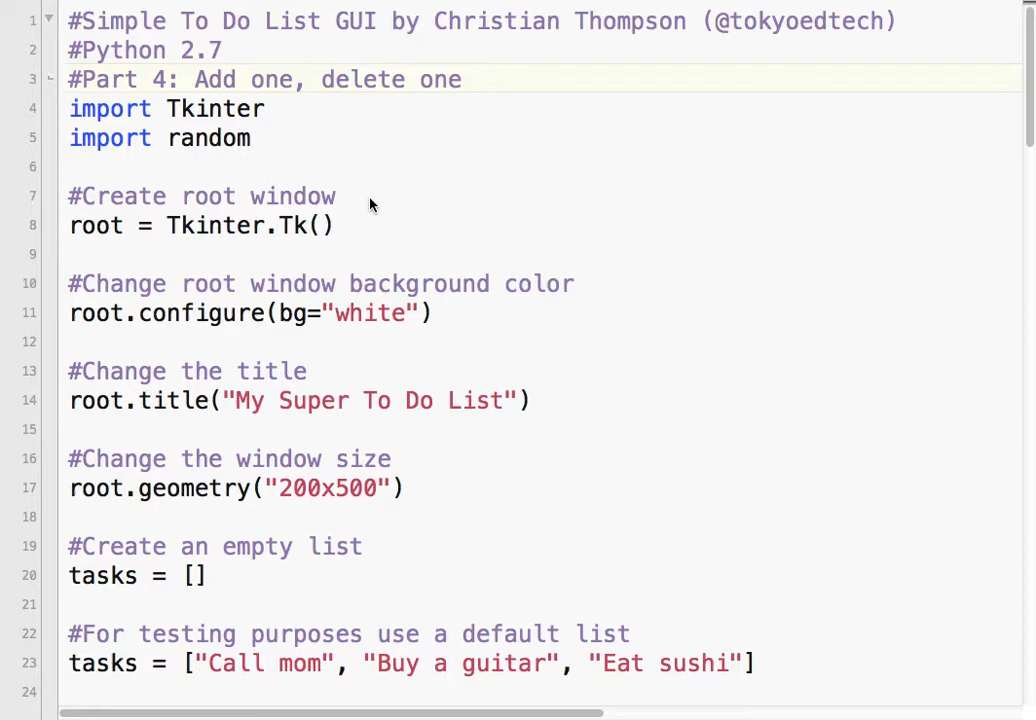 1 #Simple To Do List GUI by Christian Thompson (@tokyoedtech)
2 #Python 2.7
3 #Part 4: Add one, delete one
4 import Tkinter
5 import random
6
7 #Create root window
8 root = Tkinter.Tk()
9
10 #Change root window background color
11 root.configure(bg="white")
12
13 #Change the title
14 root.title("My Super To Do List")
15
16 #Change the window size
17 root.geometry("200x500")
18
19 #Create an empty list
20 tasks = []
21
22 #For testing purposes use a default list
23 tasks = ["Call mom", "Buy a guitar", "Eat sushi"]
24